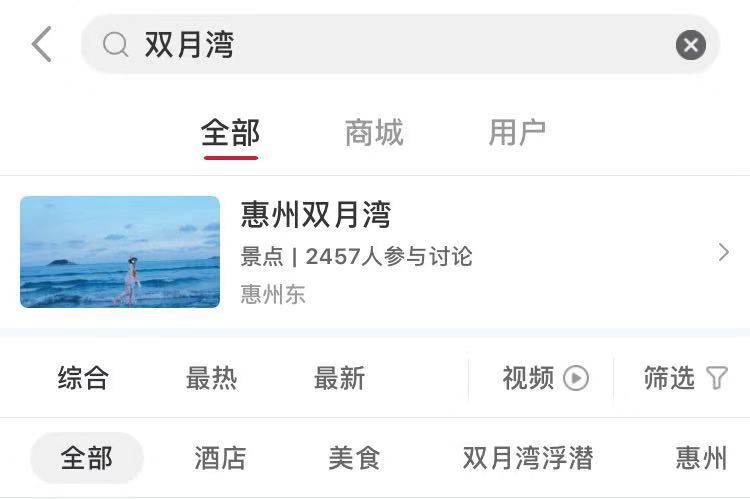 双月湾
全部 商城 用户
惠州双月湾
景点 | 2457人参与讨论
惠州东
综合 最热 最新 视频 筛选
全部 酒店 美食 双月湾浮潜 惠州